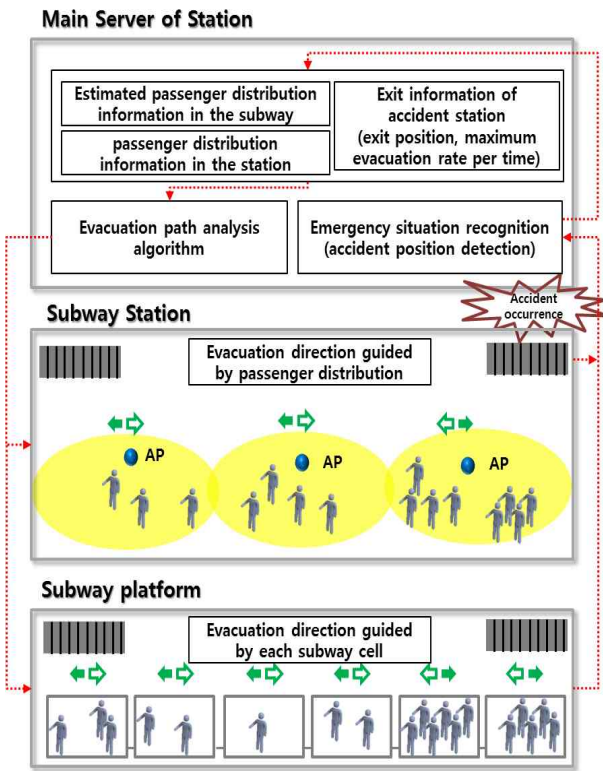 Main Server of Station
Estimated passenger distribution
information in the subway
passenger distribution
information in the station
Exit information of
accident station
(exit position, maximum
evacuation rate per time)
Evacuation path analysis
algorithm
Emergency situation recognition
(accident position detection)
Accident
occurrence
Subway Station
Evacuation direction guided
by passenger distribution
AP
AP
AP
Subway platform
Evacuation direction guided
by each subway cell